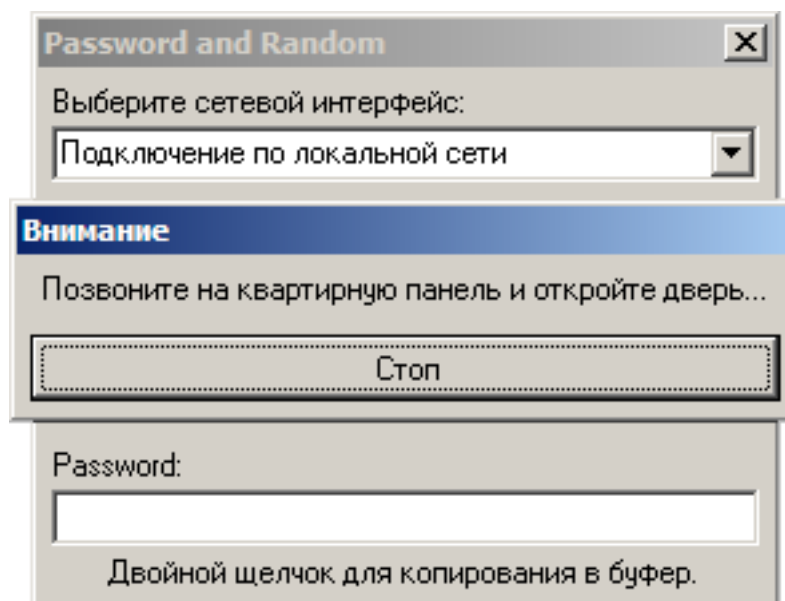 Password and Random
Выберите сетевой интерфейс:
Подключение по локальной сети
Внимание
Позвоните на квартирную панель и откройте дверь...
Стоп
Password:
Двойной щелчок для копирования в буфер.